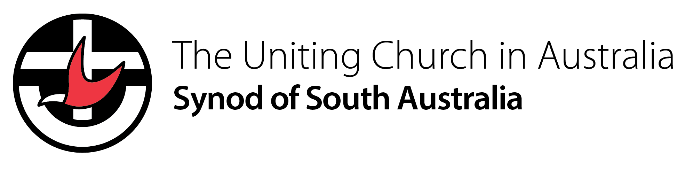 The Uniting Church in Australia
Synod of South Australia